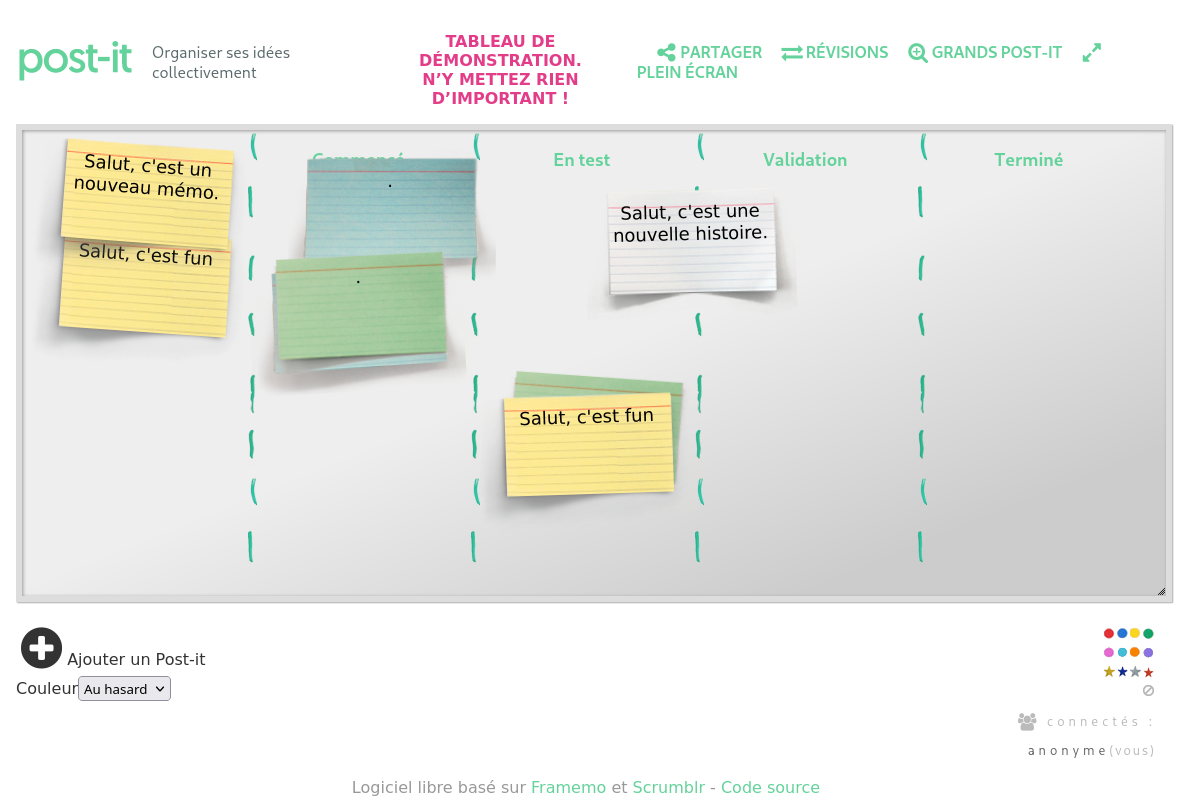 post-it
Organiser ses idées
collectivement
TABLEAU DE
DÉMONSTRATION.
N’Y METTEZ RIEN
D’IMPORTANT !
PARTAGER
RÉVISIONS
GRANDS POST-IT
PLEIN ÉCRAN
Commencé
En test
Validation
Terminé
Salut, c'est un
nouveau mémo.
Salut, c'est fun
.
.
Salut, c'est une
nouvelle histoire.
Salut, c'est fun
Ajouter un Post-it
Couleur Au hasard
connectés :
anonyme(vous)
Logiciel libre basé sur Framemo et Scrumblr - Code source